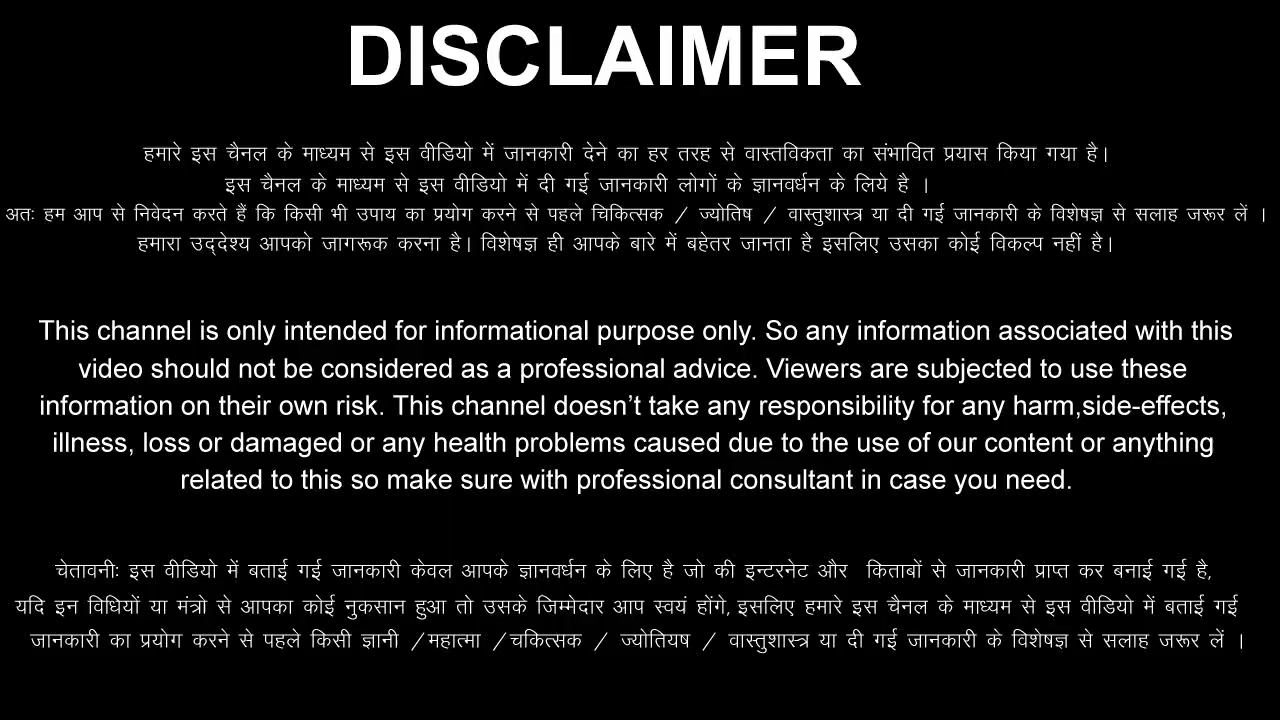 DISCLAIMER
हमारे इस चैनल के माध्यम से इस वीडियो में जानकारी देने का हर तरह से वास्तविकता का संभावित प्रयास किया गया है।
इस चैनल के माध्यम से इस वीडियो में दी गई जानकारी लोगों के ज्ञानवर्धन के लिये है ।
अतः हम आप से निवेदन करते हैं कि किसी भी उपाय का प्रयोग करने से पहले चिकित्सक / ज्योतिष / वास्तुशास्त्र या दी गई जानकारी के विशेषज्ञ से सलाह जरूर लें ।
हमारा उद्देश्य आपको जागरूक करना है। विशेषज्ञ ही आपके बारे में बहेतर जानता है इसलिए उसका कोई विकल्प नहीं है।
This channel is only intended for informational purpose only. So any information associated with this
video should not be considered as a professional advice. Viewers are subjected to use these
information on their own risk. This channel doesn’t take any responsibility for any harm,side-effects,
illness, loss or damaged or any health problems caused due to the use of our content or anything
related to this so make sure with professional consultant in case you need.
चेतावनीः इस वीडियो में बताई गई जानकारी केवल आपके ज्ञानवर्धन के लिए है जो की इन्टरनेट और किताबों से जानकारी प्राप्त कर बनाई गई है,
यदि इन विधियों या मंत्रो से आपका कोई नुकसान हुआ तो उसके जिम्मेदार आप स्वयं होंगे, इसलिए हमारे इस चैनल के माध्यम से इस वीडियो में बताई गई
जानकारी का प्रयोग करने से पहले किसी ज्ञानी /महात्मा /चकित्सक / ज्योतियष / वास्तुशास्त्र या दी गई जानकारी के विशेषज्ञ से सलाह जरूर लें ।